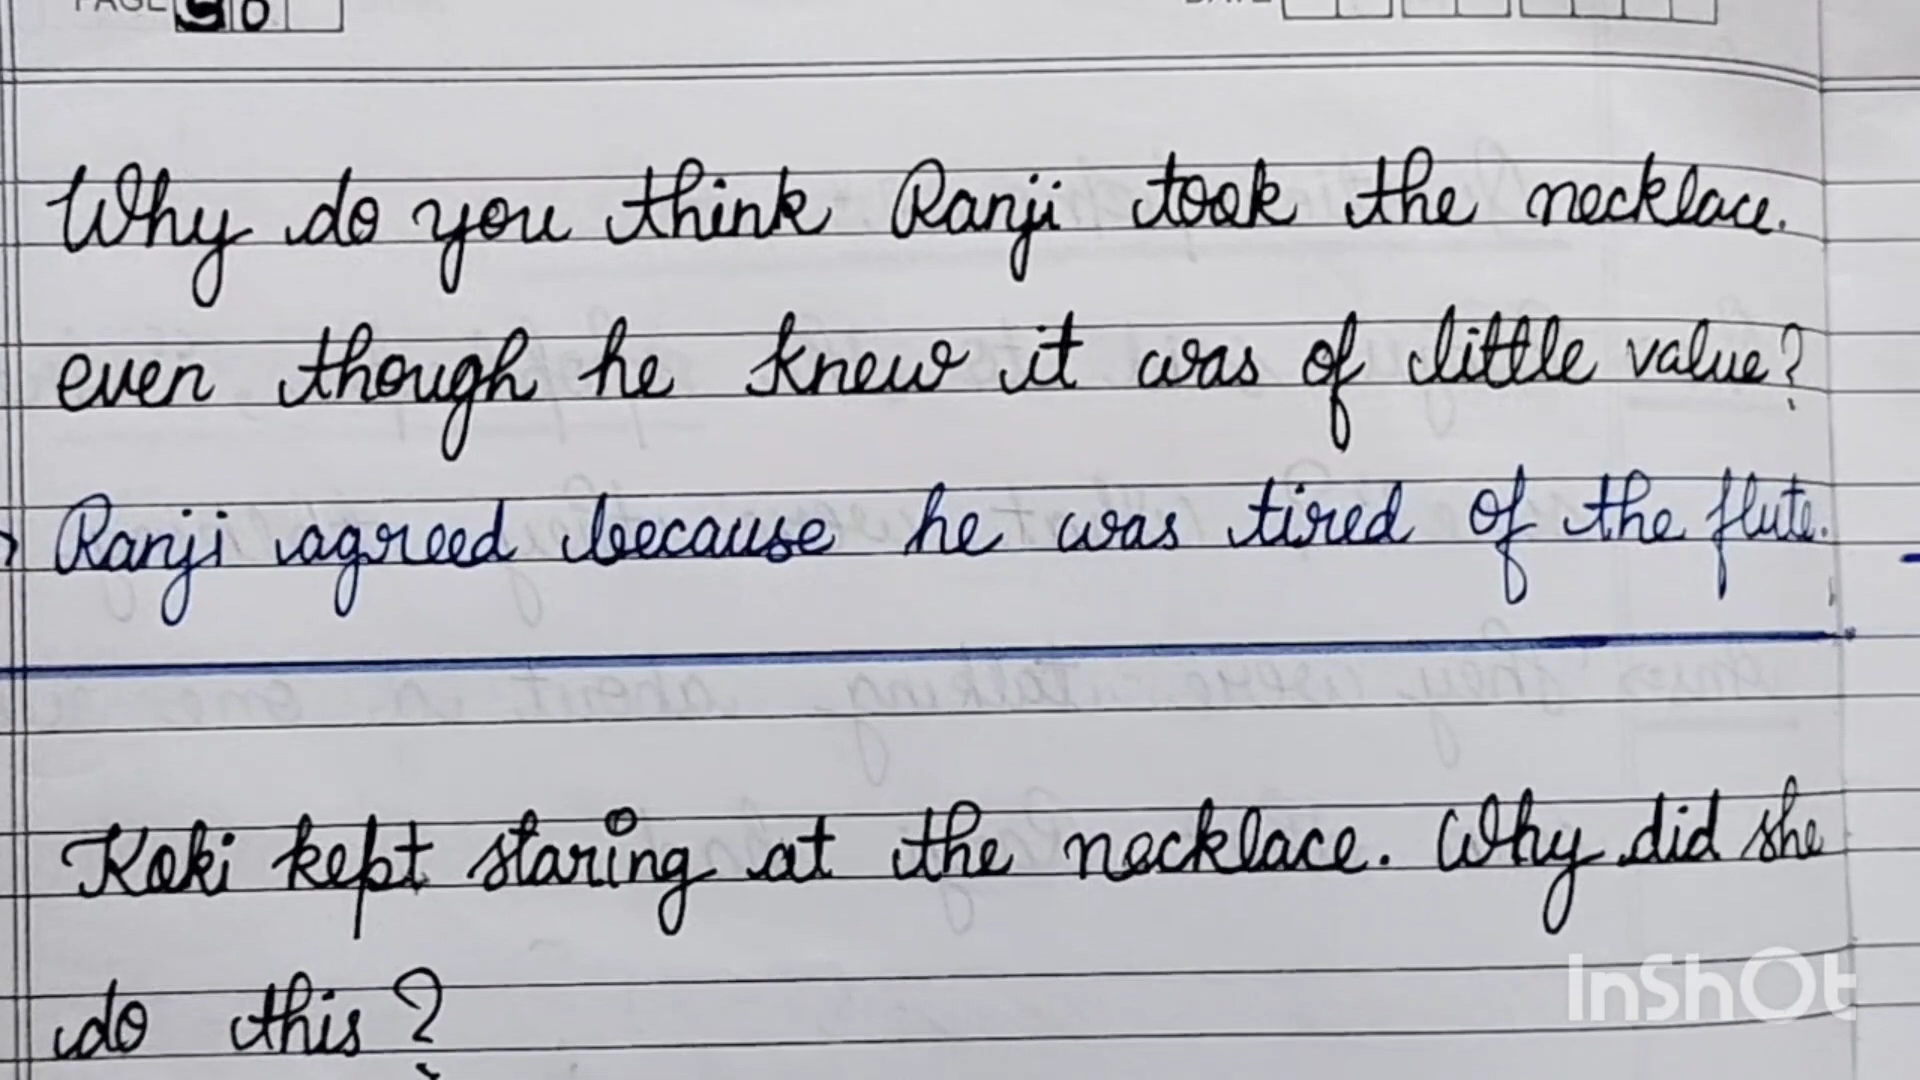 PAGE
DATE
Why do you think Ranji took the necklace.
even though he knew it was of little value?
Ranji agreed because he was tired of the flute.
Koki kept staring at the necklace. Why did she
do this?
InShOt